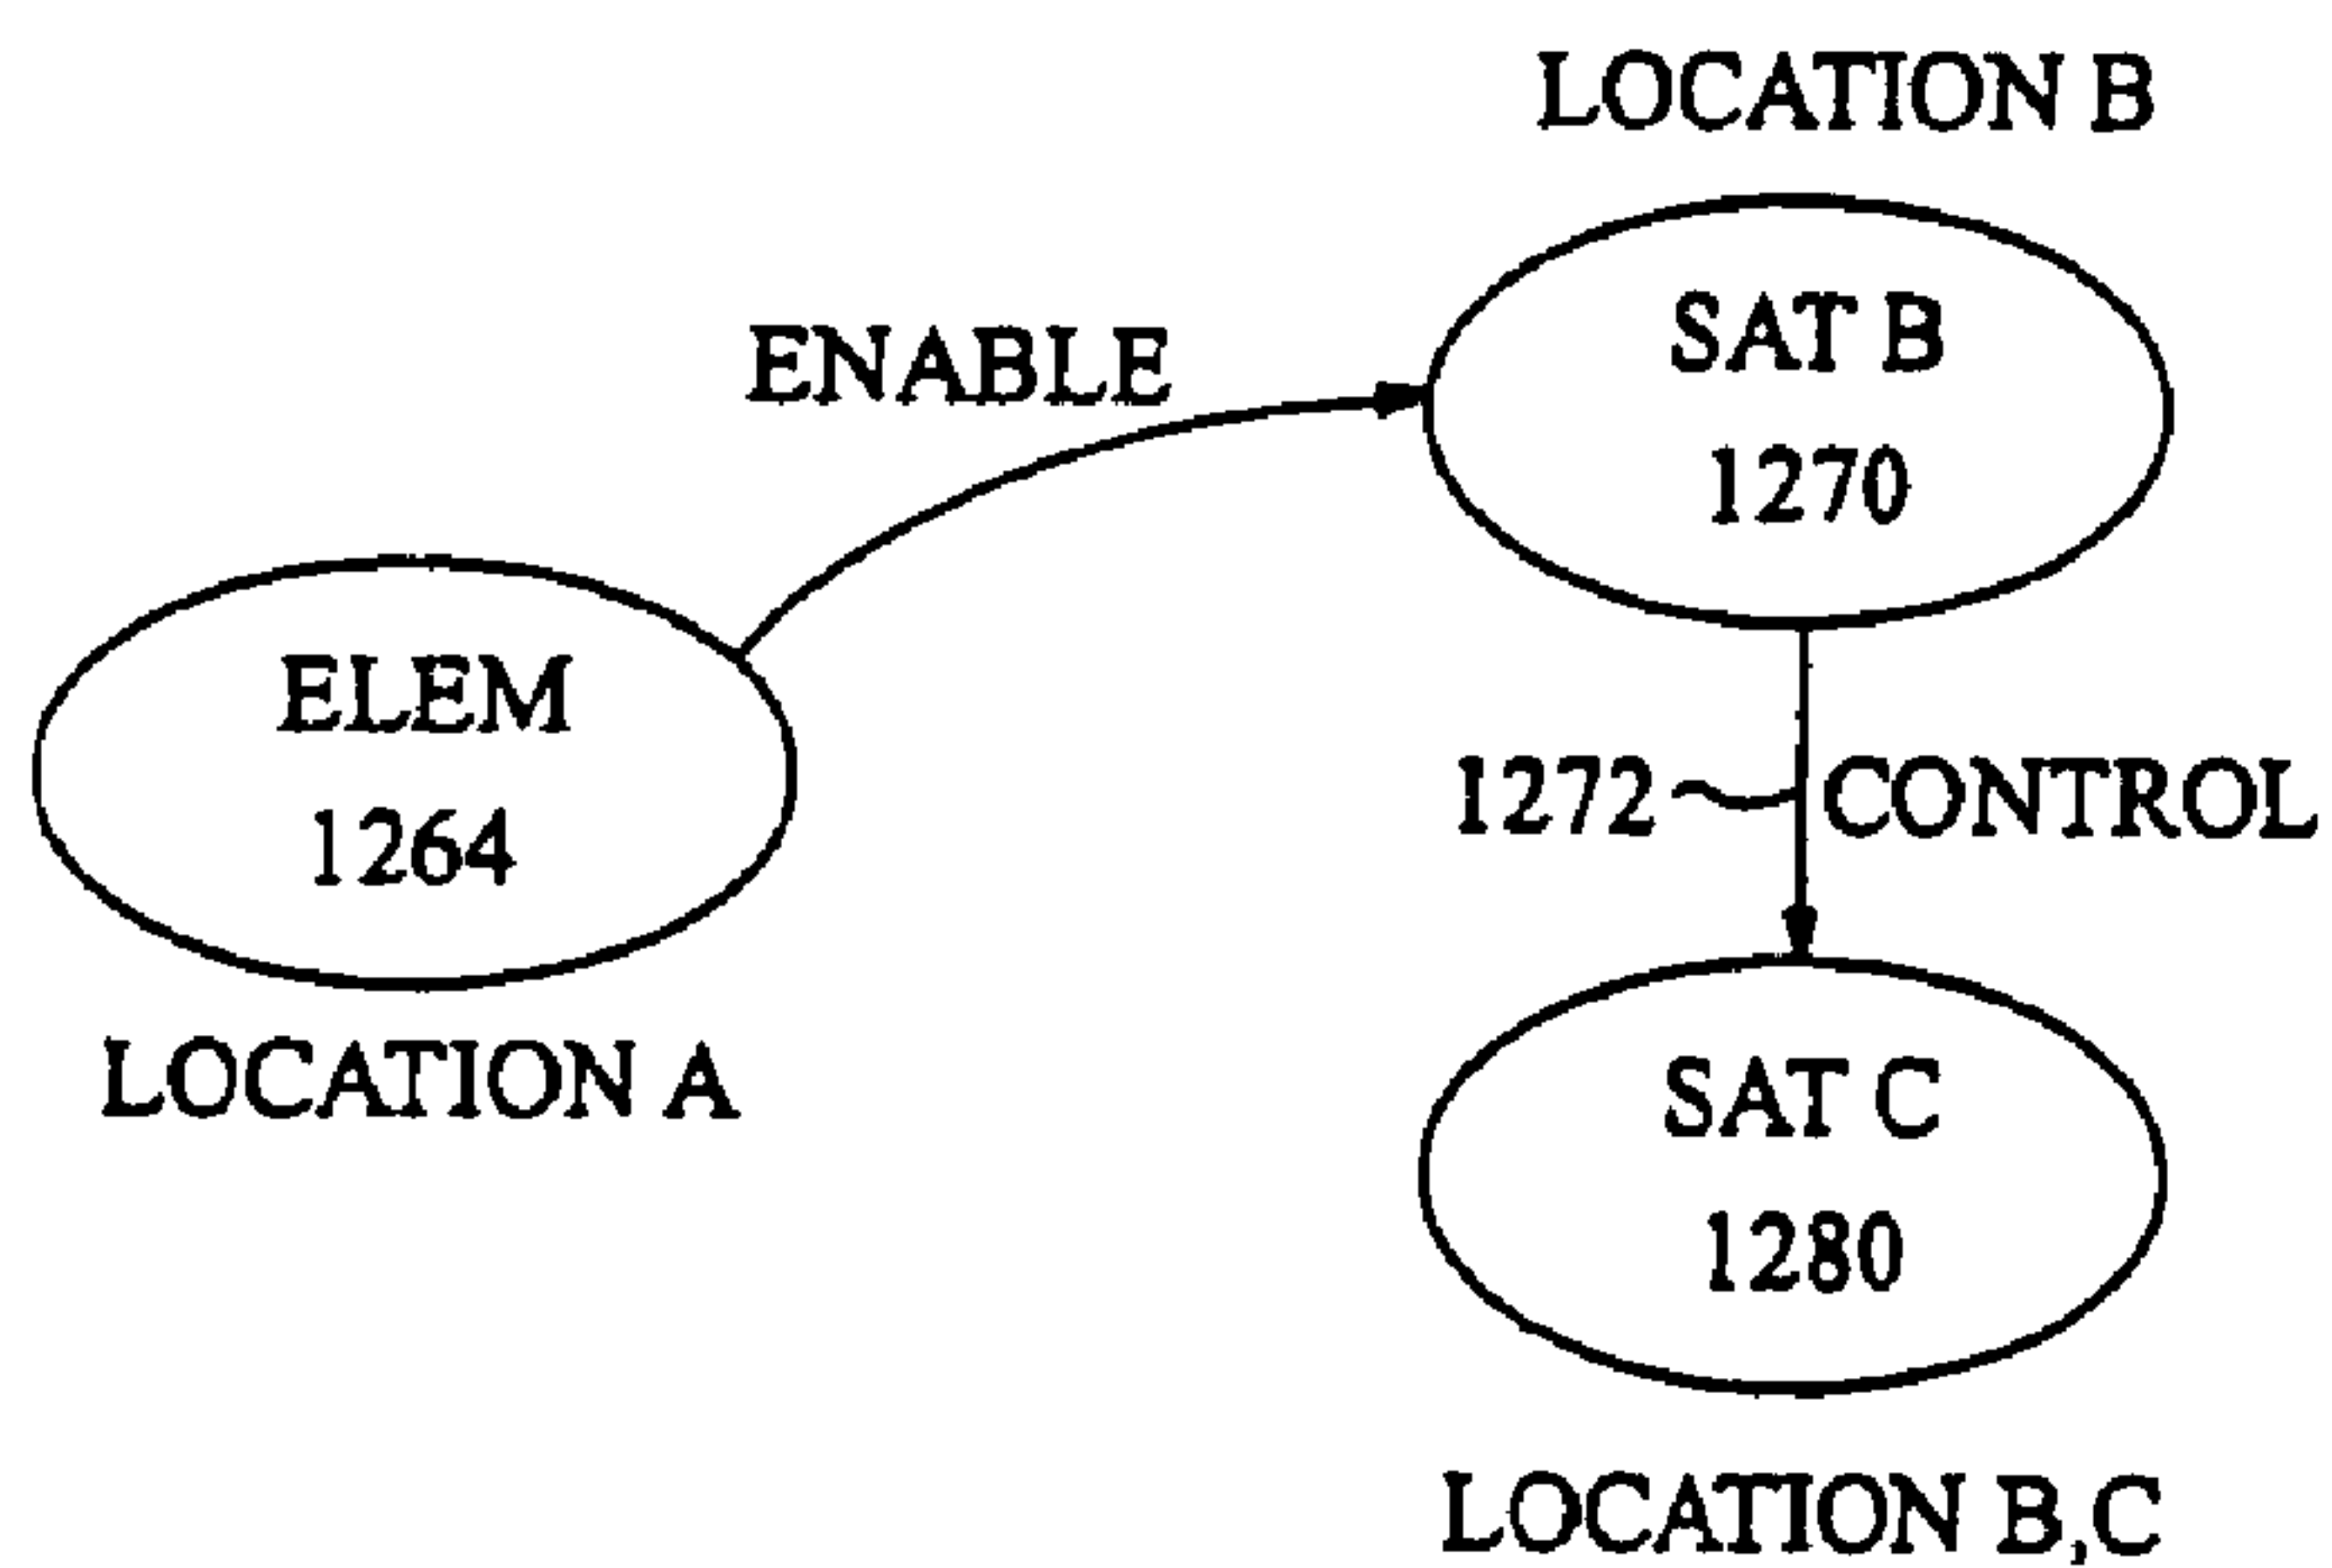 LOCATION B
SAT B
1270
ENABLE
ELEM
1264
LOCATION A
1272
CONTROL
SAT C
1280
LOCATION B,C